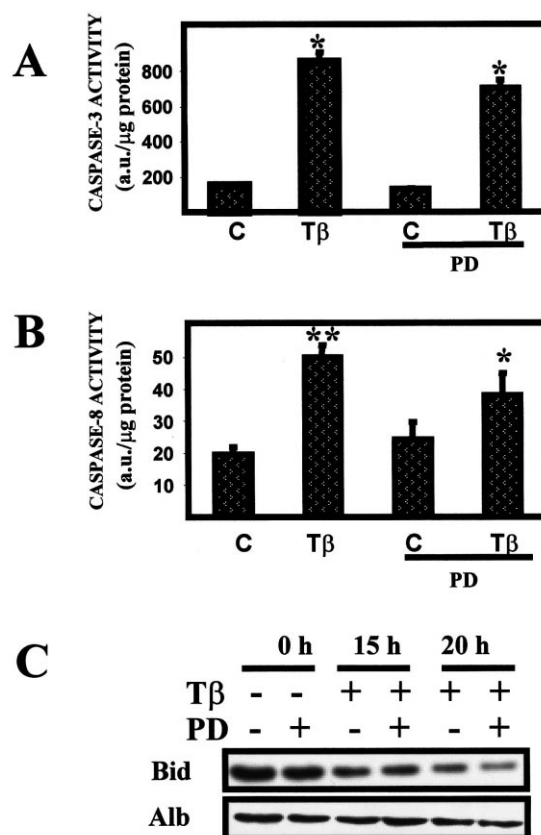 A
CASPASE-3 ACTIVITY
(a.u./μg protein)
800
600
400
200
*
*
C Tβ C Tβ
PD
B
CASPASE-8 ACTIVITY
(a.u./μg protein)
50
40
30
20
10
**
*
C Tβ C Tβ
PD
C
0 h 15 h 20 h
Tβ - - + + + +
PD - + - + - +
Bid
Alb